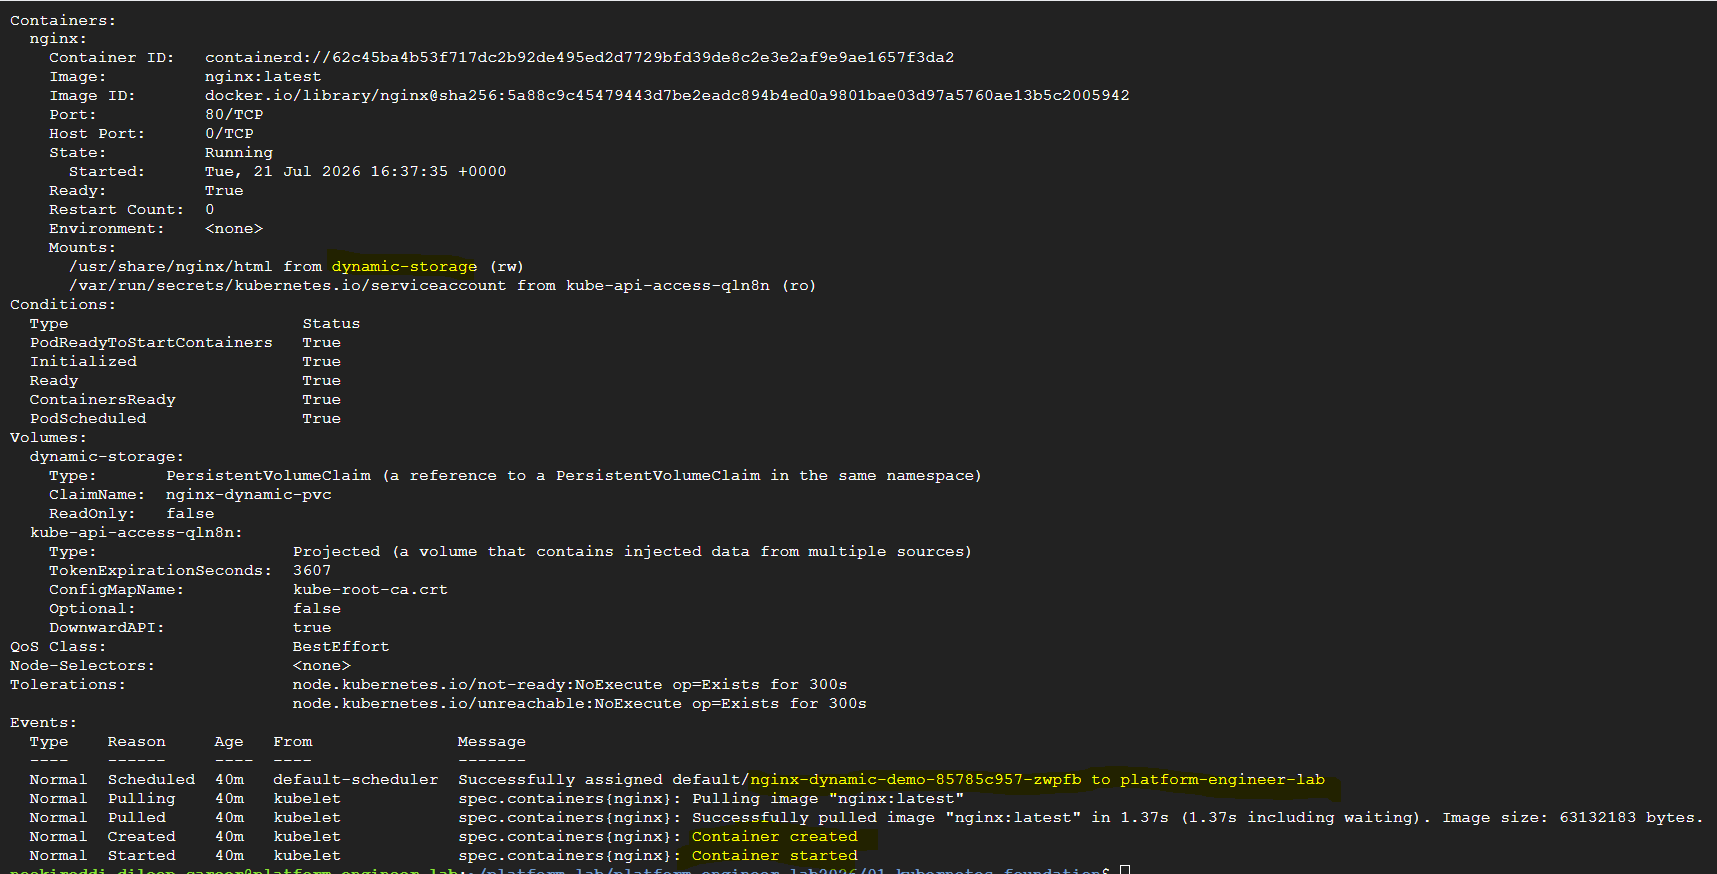 Containers:
  nginx:
    Container ID:   containerd://62c45ba4b53f717dc2b92de495ed2d7729bfd39de8c2e3e2af9e9ae1657f3da2
    Image:          nginx:latest
    Image ID:       docker.io/library/nginx@sha256:5a88c9c45479443d7be2eadc894b4ed0a9801bae03d97a5760ae13b5c2005942
    Port:           80/TCP
    Host Port:      0/TCP
    State:          Running
      Started:      Tue, 21 Jul 2026 16:37:35 +0000
    Ready:          True
    Restart Count:  0
    Environment:    <none>
    Mounts:
      /usr/share/nginx/html from dynamic-storage (rw)
      /var/run/secrets/kubernetes.io/serviceaccount from kube-api-access-qln8n (ro)
Conditions:
  Type                        Status
  PodReadyToStartContainers   True
  Initialized                 True
  Ready                       True
  ContainersReady             True
  PodScheduled                True
Volumes:
  dynamic-storage:
    Type:       PersistentVolumeClaim (a reference to a PersistentVolumeClaim in the same namespace)
    ClaimName:  nginx-dynamic-pvc
    ReadOnly:   false
  kube-api-access-qln8n:
    Type:                    Projected (a volume that contains injected data from multiple sources)
    TokenExpirationSeconds:  3607
    ConfigMapName:           kube-root-ca.crt
    Optional:                false
    DownwardAPI:             true
QoS Class:                   BestEffort
Node-Selectors:              <none>
Tolerations:                 node.kubernetes.io/not-ready:NoExecute op=Exists for 300s
                             node.kubernetes.io/unreachable:NoExecute op=Exists for 300s
Events:
  Type    Reason     Age   From               Message
  ----    ------     ----  ----               -------
  Normal  Scheduled  40m   default-scheduler  Successfully assigned default/nginx-dynamic-demo-85785c957-zwpfb to platform-engineer-lab
  Normal  Pulling    40m   kubelet            spec.containers{nginx}: Pulling image "nginx:latest"
  Normal  Pulled     40m   kubelet            spec.containers{nginx}: Successfully pulled image "nginx:latest" in 1.37s (1.37s including waiting). Image size: 63132183 bytes.
  Normal  Created    40m   kubelet            spec.containers{nginx}: Container created
  Normal  Started    40m   kubelet            spec.containers{nginx}: Container started